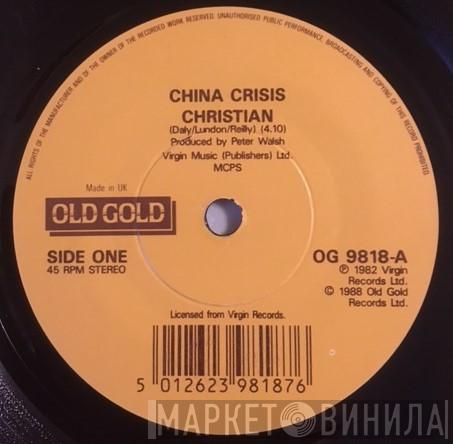 ALL RIGHTS OF THE MANUFACTURER AND OF THE OWNER OF THE RECORDED WORK RESERVED. UNAUTHORISED PUBLIC PERFORMANCE, BROADCASTING AND COPYING OF THIS RECORD PROHIBITED.
CHINA CRISIS
CHRISTIAN
(Daly/Lundon/Reilly) (4.10)
Produced by Peter Walsh
Virgin Music (Publishers) Ltd.
MCPS
Made in UK
OLD GOLD
SIDE ONE
45 RPM STEREO
OG 9818-A
℗ 1982 Virgin
Records Ltd.
© 1988 Old Gold
Records Ltd.
Licensed from Virgin Records.
5 012623 981876
МАРКЕТ ВИНИЛА